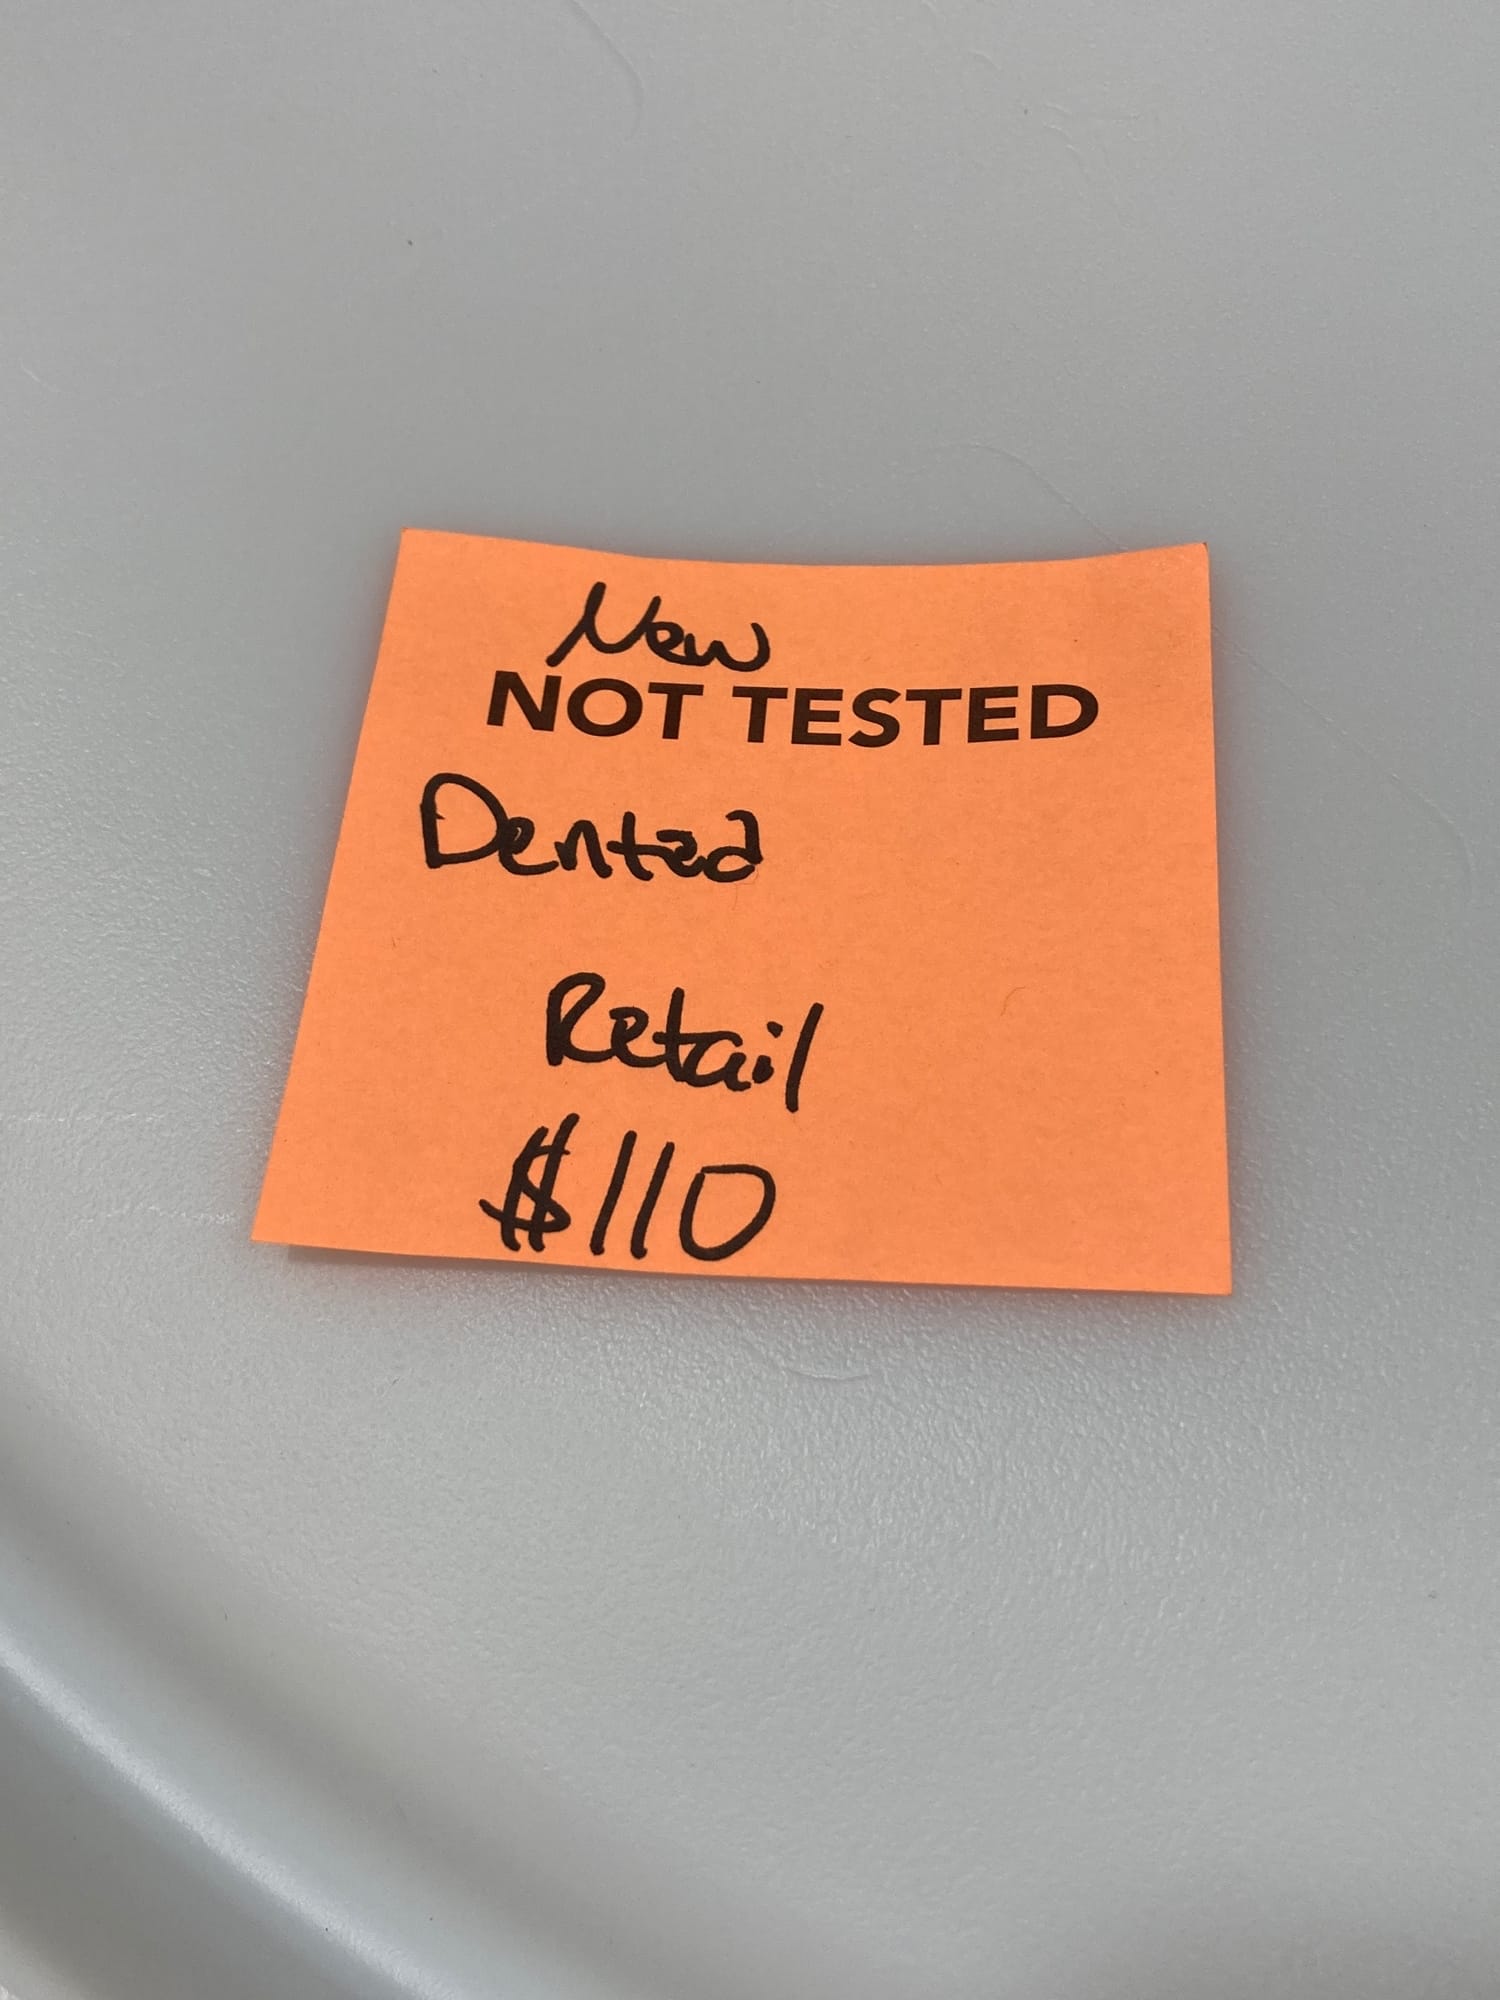 New
NOT TESTED
Dented
Retail
$110